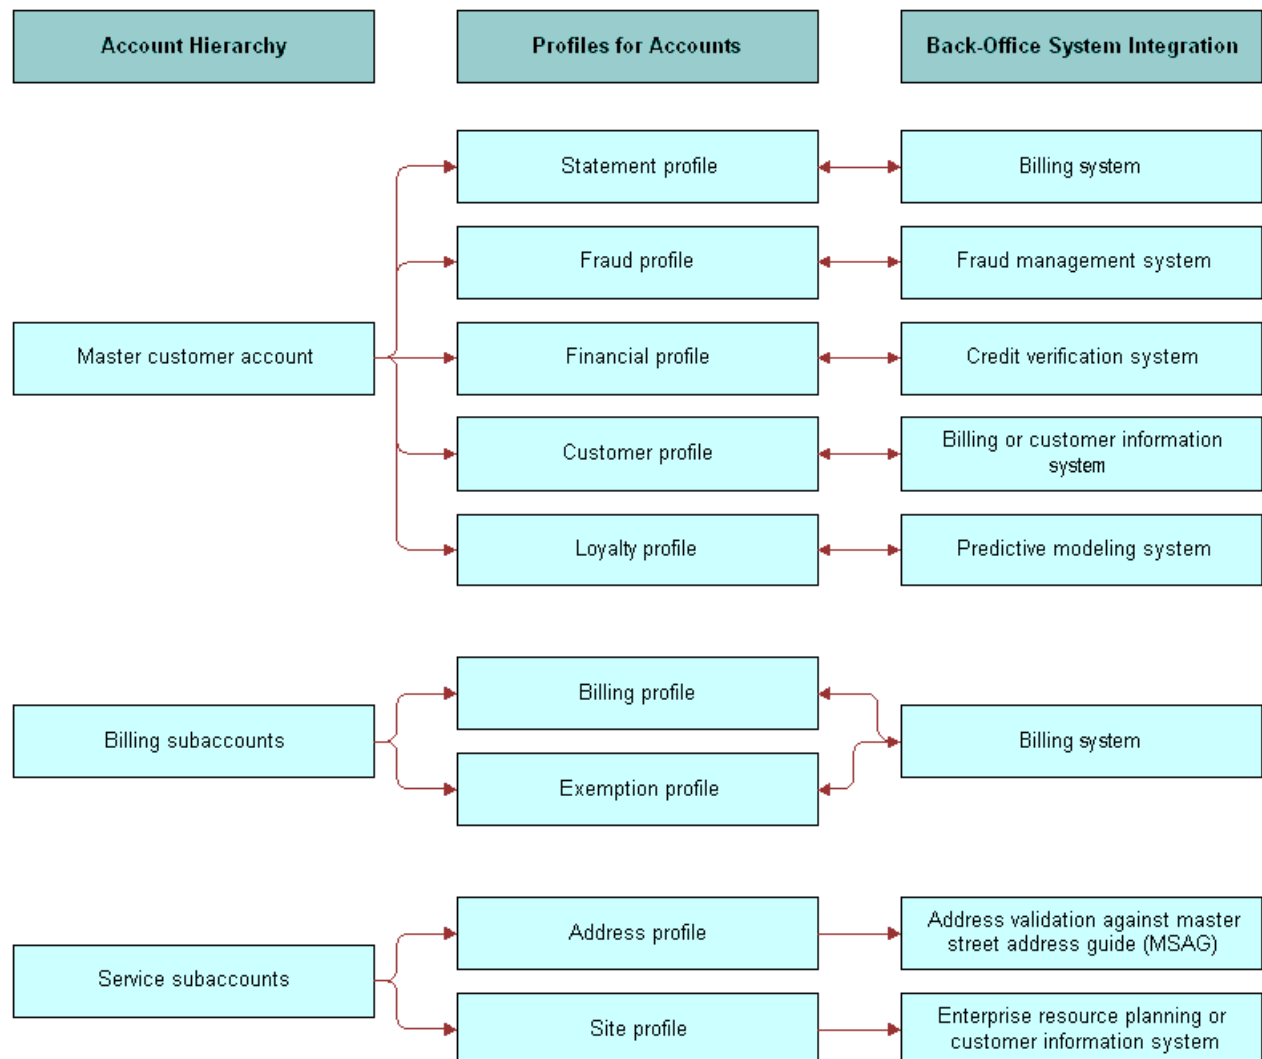 Account Hierarchy
Profiles for Accounts
Back-Office System Integration
Statement profile
Billing system
Fraud profile
Fraud management system
Master customer account
Financial profile
Credit verification system
Customer profile
Billing or customer information
system
Loyalty profile
Predictive modeling system
Billing profile
Billing subaccounts
Billing system
Exemption profile
Address profile
Address validation against master
street address guide (MSAG)
Service subaccounts
Site profile
Enterprise resource planning or
customer information system